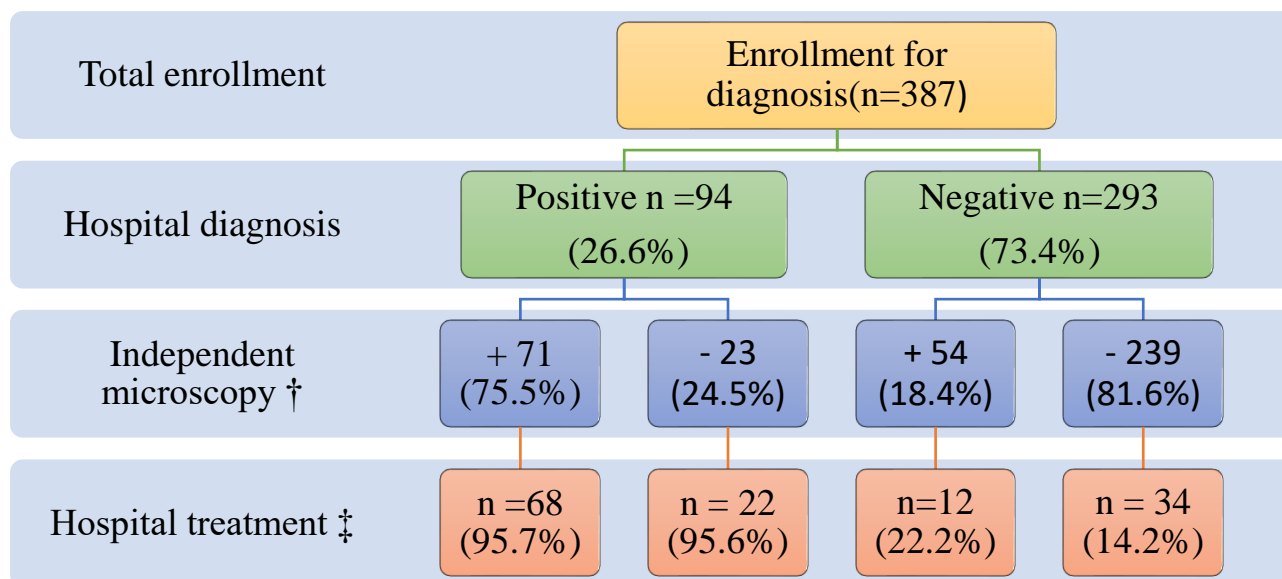 Total enrollment
Enrollment for
diagnosis(n=387)
Hospital diagnosis
Positive n =94
(26.6%)
Negative n=293
(73.4%)
Independent
microscopy †
+ 71
(75.5%)
- 23
(24.5%)
+ 54
(18.4%)
- 239
(81.6%)
Hospital treatment ‡
n =68
(95.7%)
n = 22
(95.6%)
n=12
(22.2%)
n = 34
(14.2%)